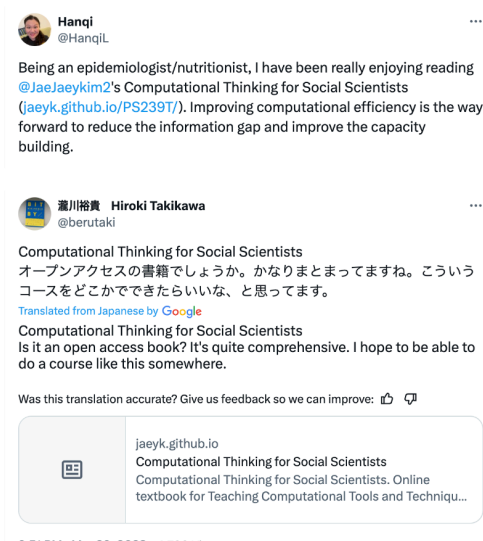 Hanqi
@HanqiL
Being an epidemiologist/nutritionist, I have been really enjoying reading
@JaeJaeykim2's Computational Thinking for Social Scientists
(jaeyk.github.io/PS239T/). Improving computational efficiency is the way
forward to reduce the information gap and improve the capacity
building.
瀧川裕貴 Hiroki Takikawa
@berutaki
Computational Thinking for Social Scientists
オープンアクセスの書籍でしょうか。かなりまとまってますね。こういう
コースをどこかでできたらいいな、と思ってます。
Translated from Japanese by Google
Computational Thinking for Social Scientists
Is it an open access book? It's quite comprehensive. I hope to be able to
do a course like this somewhere.
Was this translation accurate? Give us feedback so we can improve:
jaeyk.github.io
Computational Thinking for Social Scientists
Computational Thinking for Social Scientists. Online
textbook for Teaching Computational Tools and Techniqu...